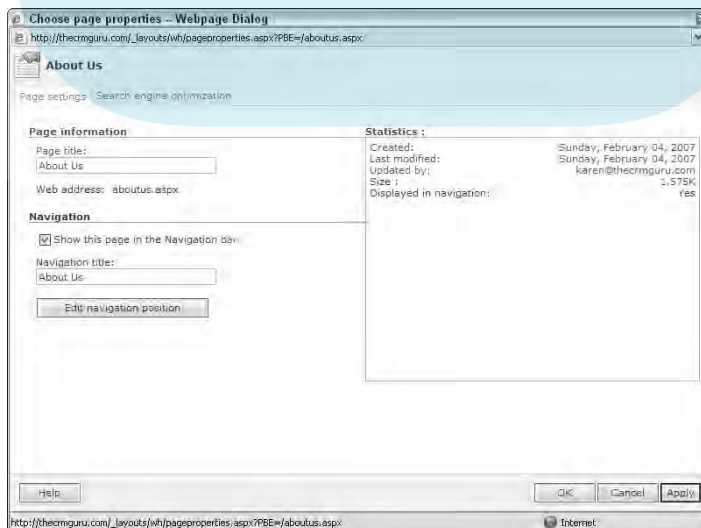 Choose page properties -- Webpage Dialog
http://thecrmguru.com/_layouts/wh/pageproperties.aspx?PBE=/aboutus.aspx
About Us
Page settings Search engine optimization
Page information
Page title:
About Us
Web address: aboutus.aspx
Navigation
Show this page in the Navigation bar
Navigation title:
About Us
Edit navigation position
Statistics :
Created: Sunday, February 04, 2007
Last modified: Sunday, February 04, 2007
Updated by: karen@thecrmguru.com
Size : 1.575K
Displayed in navigation: Yes
Help OK Cancel Apply
http://thecrmguru.com/_layouts/wh/pageproperties.aspx?PBE=/aboutus.aspx Internet